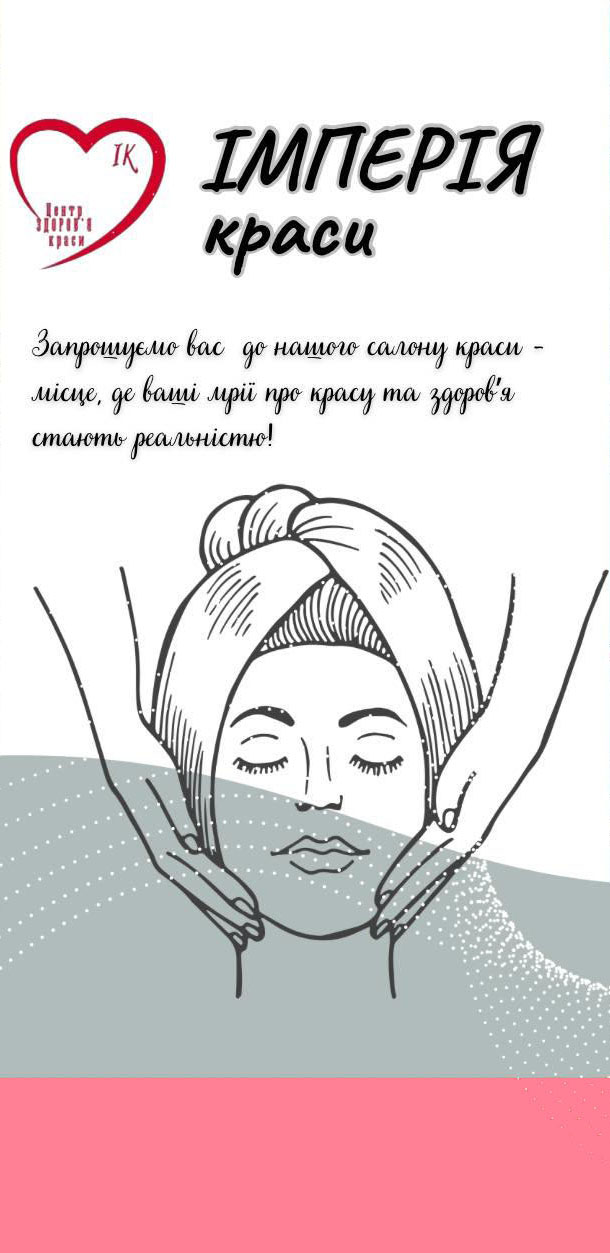 ІК
Центр
ЗДОРОВ'Я
краси
ІМПЕРІЯ
краси
Запрошуємо вас до нашого салону краси -
місце, де ваші мрії про красу та здоров'я
стають реальністю!